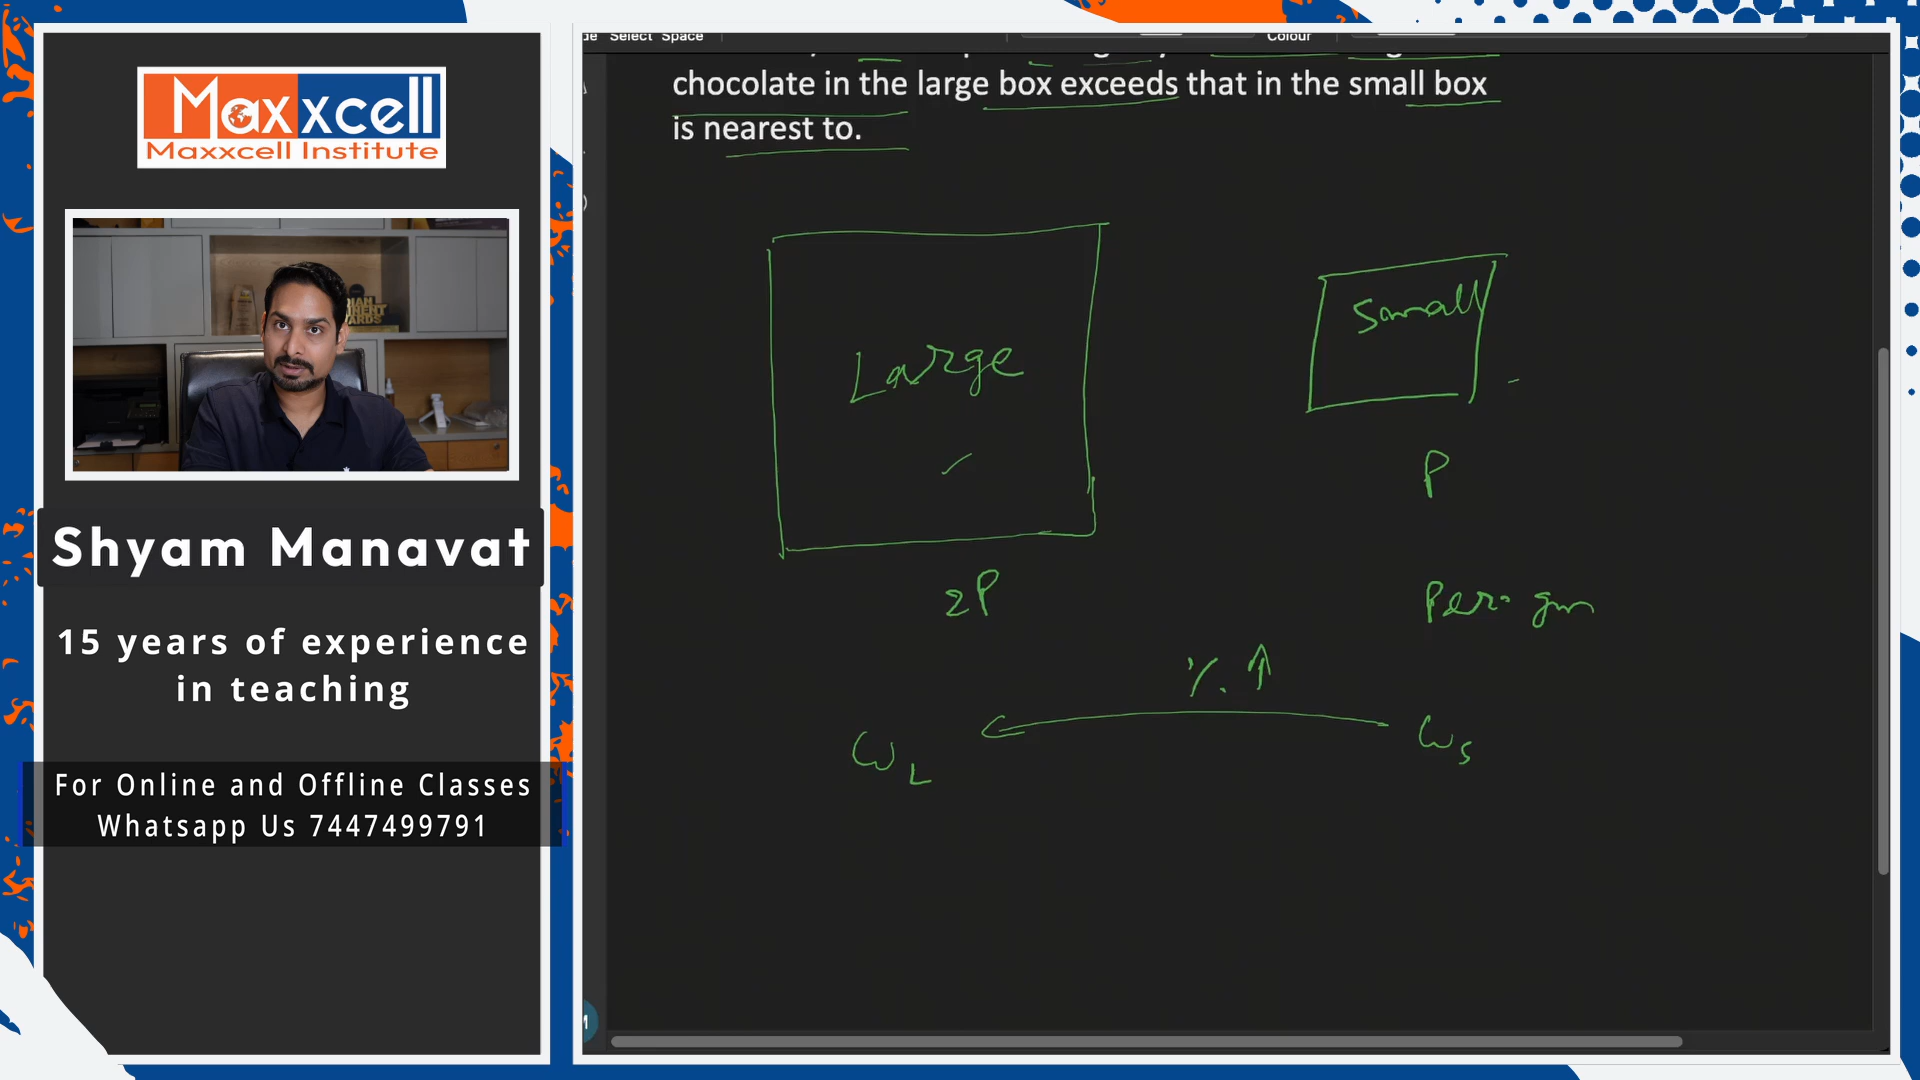 Maxxcell
Maxxcell Institute
Shyam Manavat
15 years of experience
in teaching
For Online and Offline Classes
Whatsapp Us 7447499791
Select Space
Colour
chocolate in the large box exceeds that in the small box
is nearest to.
Large
Small
P
2P
Per gm
% ↑
W L
W S